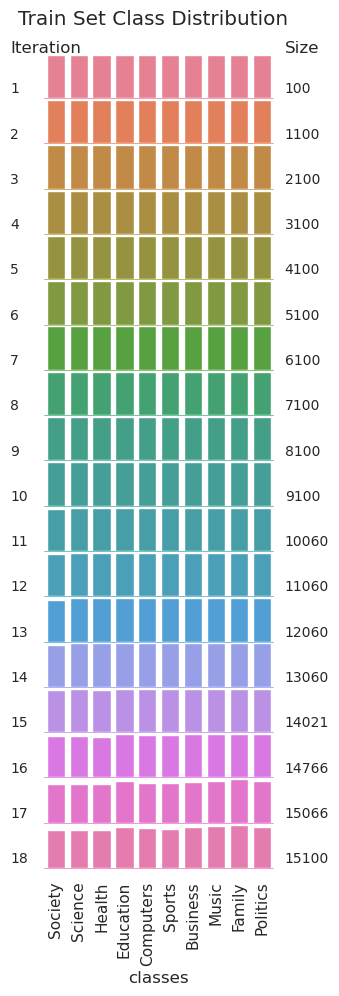 Train Set Class Distribution
Iteration Size
1 100
2 1100
3 2100
4 3100
5 4100
6 5100
7 6100
8 7100
9 8100
10 9100
11 10060
12 11060
13 12060
14 13060
15 14021
16 14766
17 15066
18 15100
Society
Science
Health
Education
Computers
Sports
Business
Music
Family
Politics
classes